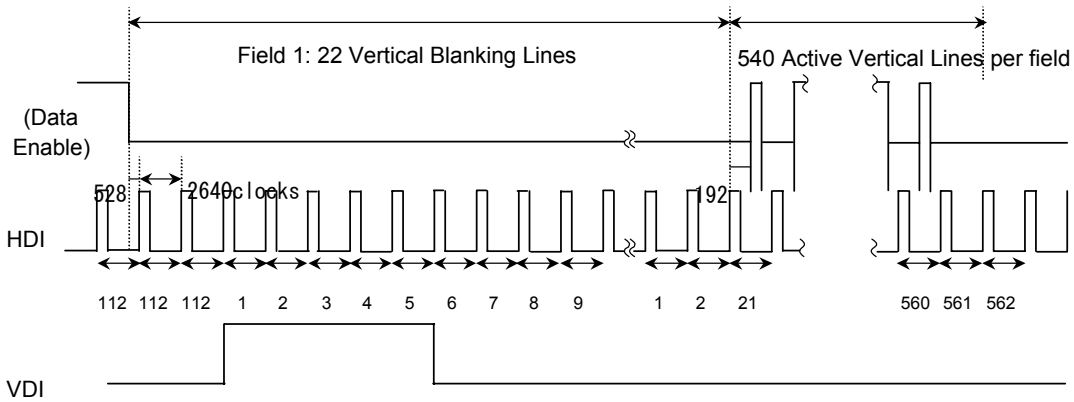 Field 1: 22 Vertical Blanking Lines
540 Active Vertical Lines per field
(Data
Enable)
528 2640clocks 192
HDI
112 112 112 1 2 3 4 5 6 7 8 9 1 2 21 560 561 562
VDI